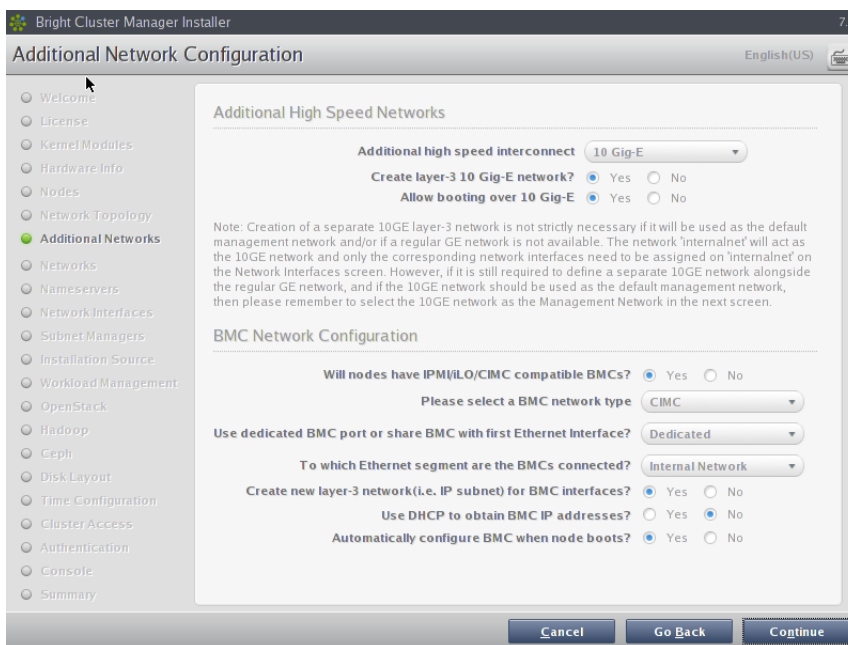 Bright Cluster Manager Installer
7.
Additional Network Configuration
English(US)
Welcome
License
Kernel Modules
Hardware Info
Nodes
Network Topology
Additional Networks
Networks
Nameservers
Network Interfaces
Subnet Managers
Installation Source
Workload Management
OpenStack
Hadoop
Ceph
Disk Layout
Time Configuration
Cluster Access
Authentication
Console
Summary
Additional High Speed Networks
Additional high speed interconnect 10 Gig-E
Create layer-3 10 Gig-E network? Yes No
Allow booting over 10 Gig-E Yes No
Note: Creation of a separate 10GE layer-3 network is not strictly necessary if it will be used as the default
management network and/or if a regular GE network is not available. The network 'internalnet' will act as
the 10GE network and only the corresponding network interfaces need to be assigned on 'internalnet' on
the Network Interfaces screen. However, if it is still required to define a separate 10GE network alongside
the regular GE network, and if the 10GE network should be used as the default management network,
then please remember to select the 10GE network as the Management Network in the next screen.
BMC Network Configuration
Will nodes have IPMI/iLO/CIMC compatible BMCs? Yes No
Please select a BMC network type CIMC
Use dedicated BMC port or share BMC with first Ethernet Interface? Dedicated
To which Ethernet segment are the BMCs connected? Internal Network
Create new layer-3 network(i.e. IP subnet) for BMC interfaces? Yes No
Use DHCP to obtain BMC IP addresses? Yes No
Automatically configure BMC when node boots? Yes No
Cancel Go Back Continue